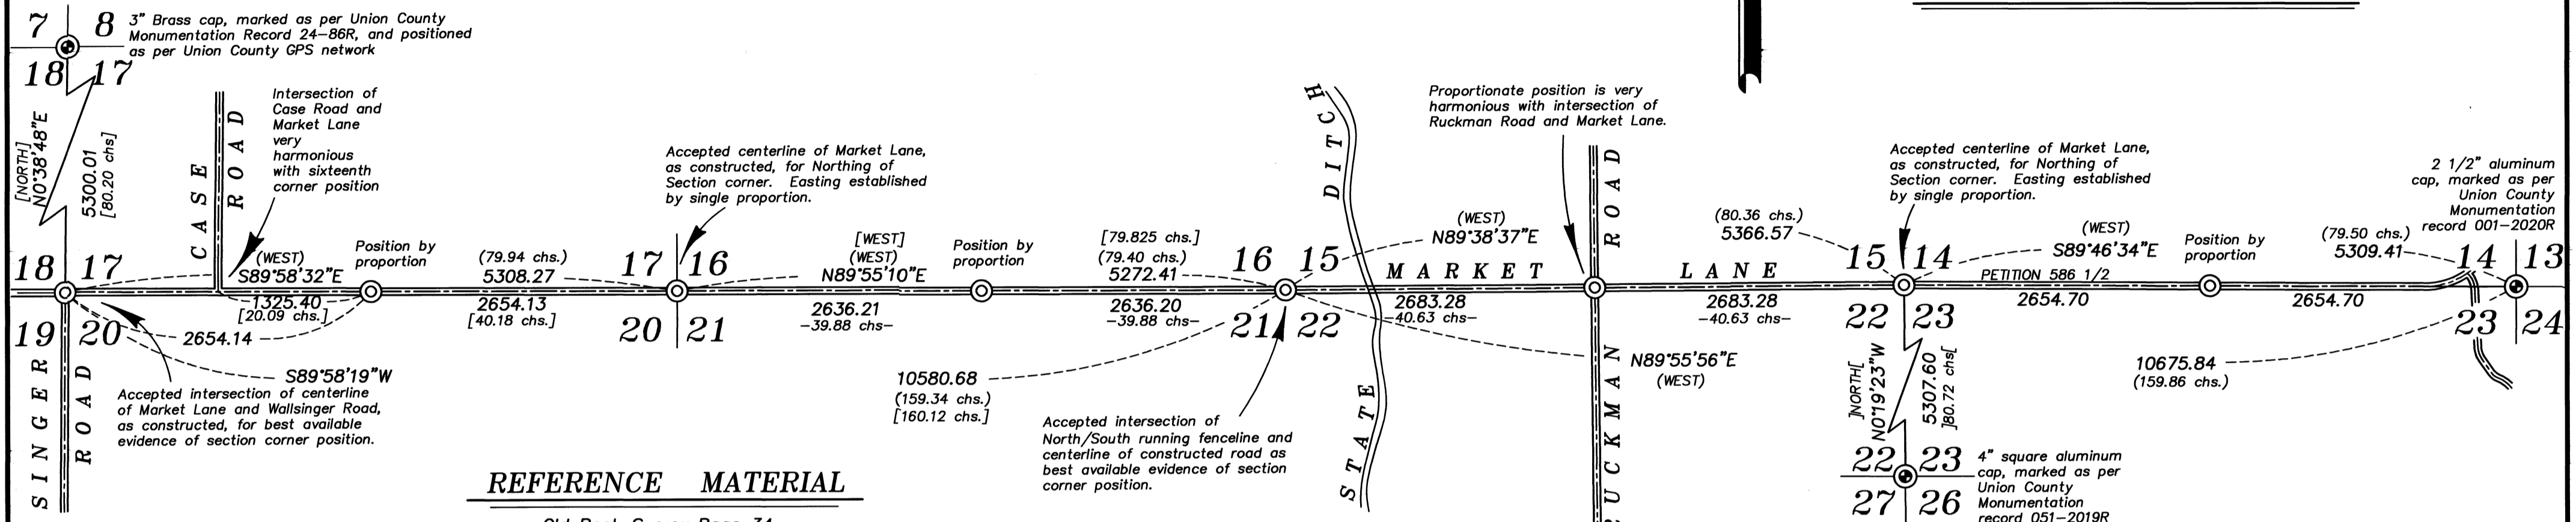 7 8
18 17
3" Brass cap, marked as per Union County
Monumentation Record 24-86R, and positioned
as per Union County GPS network
[NORTH]
N0°38'48"E
5300.01
[80.20 chs]
CASE
ROAD
Intersection of
Case Road and
Market Lane
very
harmonious
with sixteenth
corner position
18 17
19 20
(WEST)
S89°58'32"E
1325.40
[20.09 chs.]
2654.14
S89°58'19"W
Accepted intersection of centerline
of Market Lane and Wallsinger Road,
as constructed, for best available
evidence of section corner position.
SINGER
ROAD
Position by
proportion
(79.94 chs.)
5308.27
2654.13
[40.18 chs.]
17 16
20 21
Accepted centerline of Market Lane,
as constructed, for Northing of
Section corner. Easting established
by single proportion.
[WEST]
(WEST)
N89°55'10"E
2636.21
-39.88 chs-
Position by
proportion
[79.825 chs.]
(79.40 chs.)
5272.41
2636.20
-39.88 chs-
10580.68
(159.34 chs.)
[160.12 chs.]
16 15
21 22
Accepted intersection of
North/South running fenceline and
centerline of constructed road as
best available evidence of section
corner position.
STATE DITCH
(WEST)
N89°38'37"E
MARKET LANE
2683.28
-40.63 chs-
Proportionate position is very
harmonious with intersection of
Ruckman Road and Market Lane.
ROAD
UCKMAN
N89°55'56"E
(WEST)
(80.36 chs.)
5366.57
2683.28
-40.63 chs-
15 14
22 23
Accepted centerline of Market Lane,
as constructed, for Northing of
Section corner. Easting established
by single proportion.
(WEST)
S89°46'34"E
PETITION 586 1/2
2654.70
Position by
proportion
(79.50 chs.)
5309.41
2654.70
2 1/2" aluminum
cap, marked as per
Union County
Monumentation
record 001-2020R
14 13
23 24
10675.84
(159.86 chs.)
]NORTH[
N0°19'23"W
5307.60
]80.72 chs[
22 23
27 26
4" square aluminum
cap, marked as per
Union County
Monumentation
record 051-2019R
REFERENCE MATERIAL